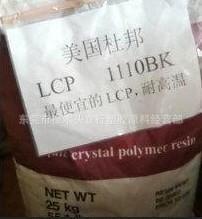 美国杜邦
LCP 1110BK
最便宜的LCP，耐高温
crystal polymer resin
NET WT
25 kg